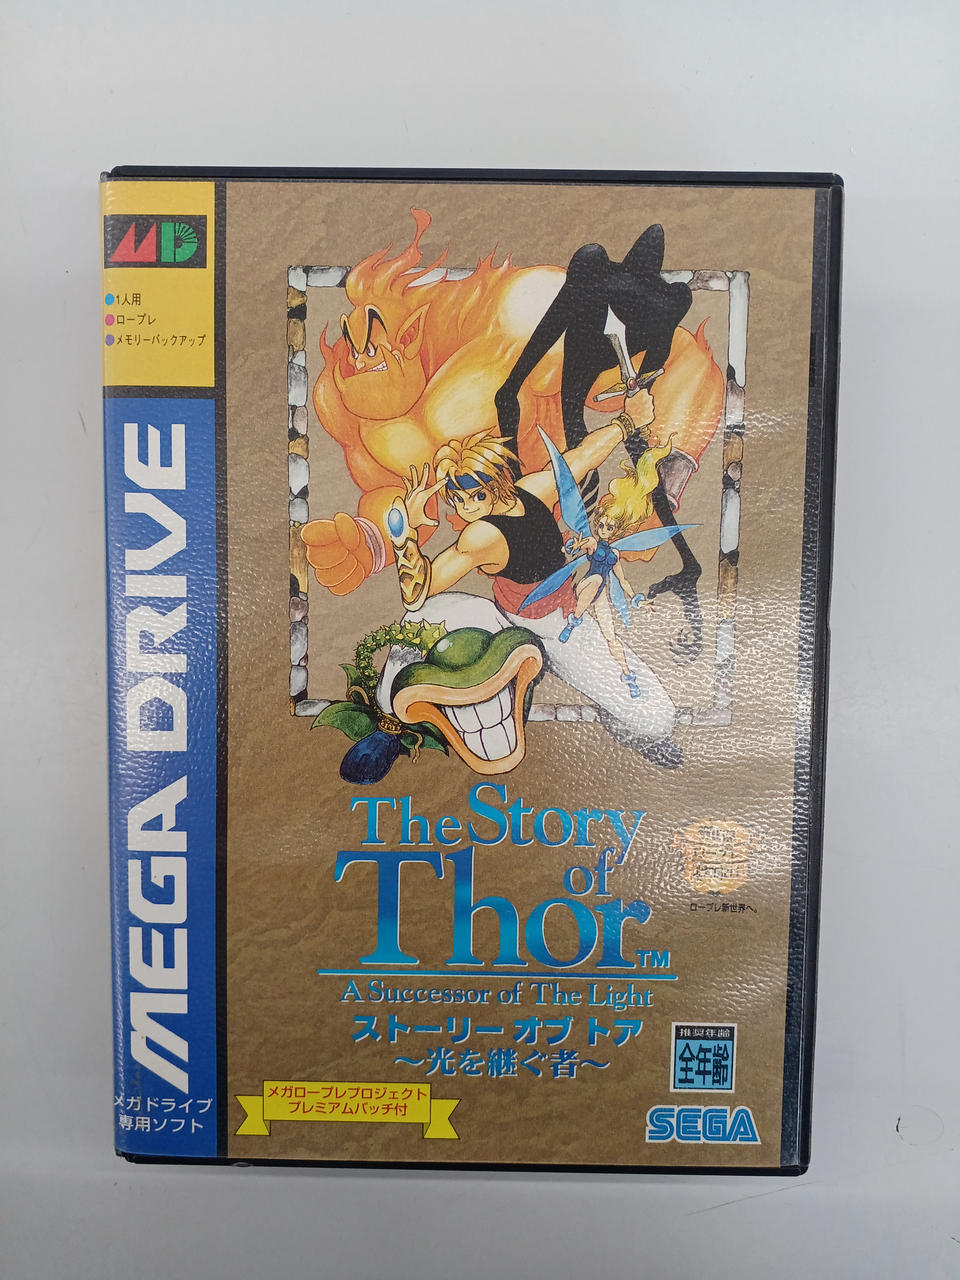 MD
1人用
ロープレ
メモリーバックアップ
MEGA DRIVE
メガドライブ
専用ソフト
The Story
of
Thor™
A Successor of The Light
ストーリー オブ トア
〜光を継ぐ者〜
ロープレ新世界へ。
推奨年齢
全年齢
メガロープレプロジェクト
プレミアムバッチ付
SEGA